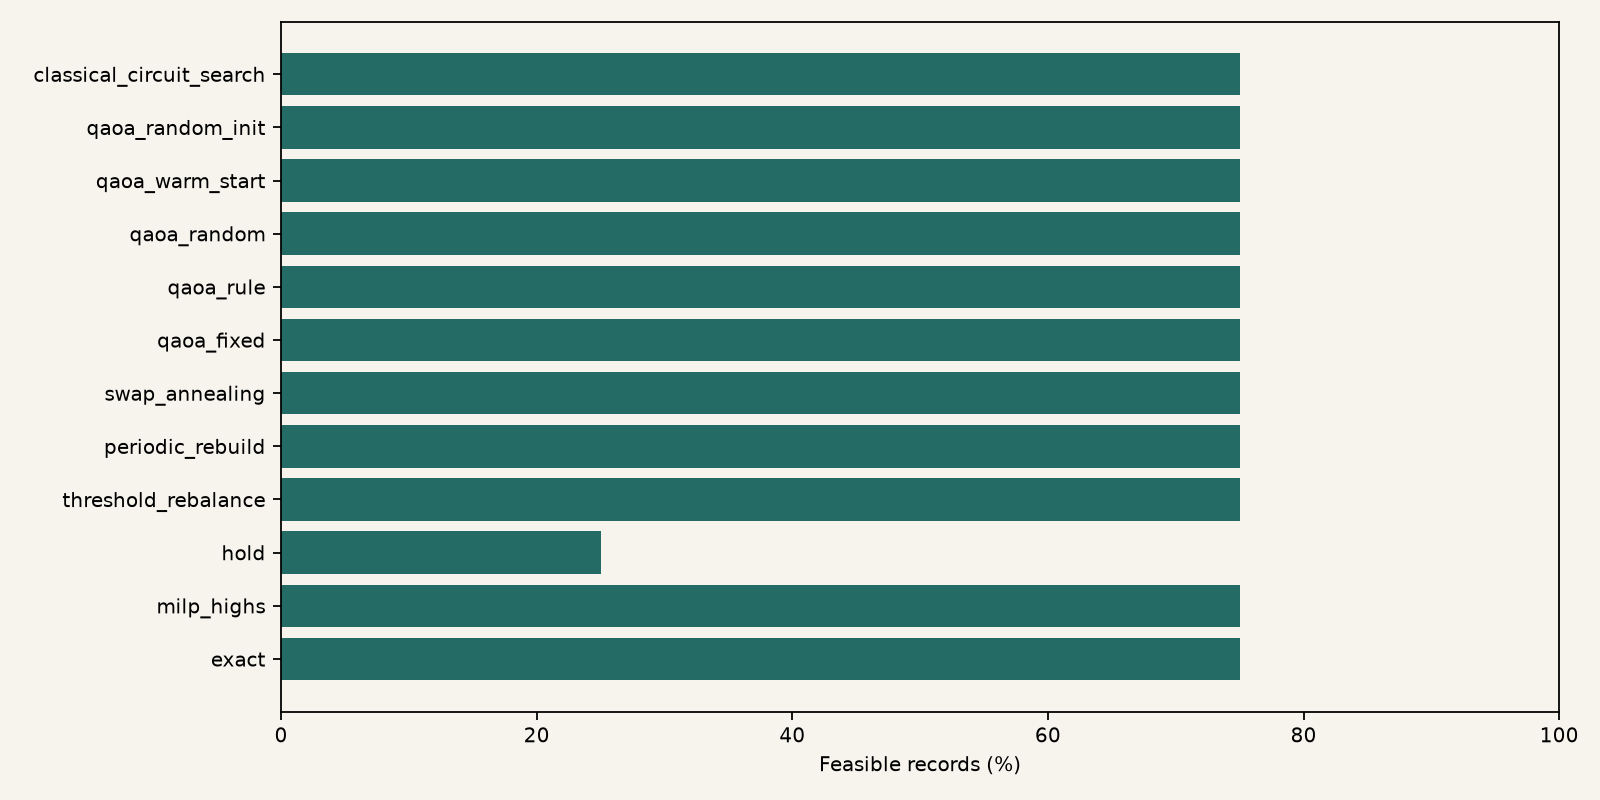 classical_circuit_search
qaoa_random_init
qaoa_warm_start
qaoa_random
qaoa_rule
qaoa_fixed
swap_annealing
periodic_rebuild
threshold_rebalance
hold
milp_highs
exact
0 20 40 60 80 100
Feasible records (%)